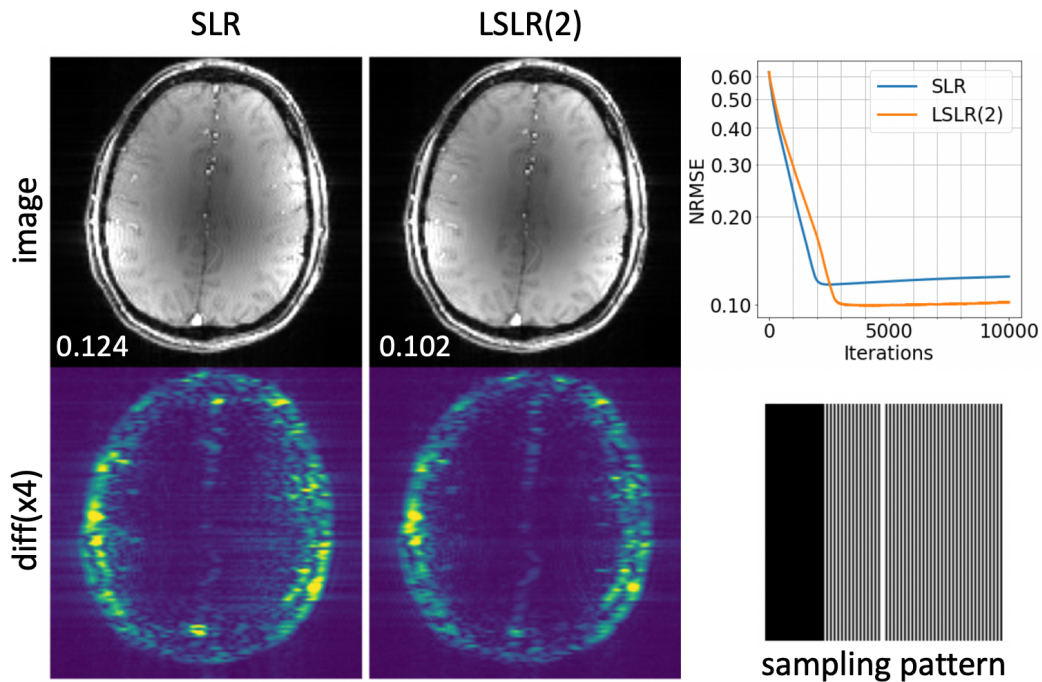 SLR
LSLR(2)
image
0.124
0.102
diff(x4)
0.60
0.50
0.40
0.30
0.20
0.10
NRMSE
SLR
LSLR(2)
0
5000
10000
Iterations
sampling pattern